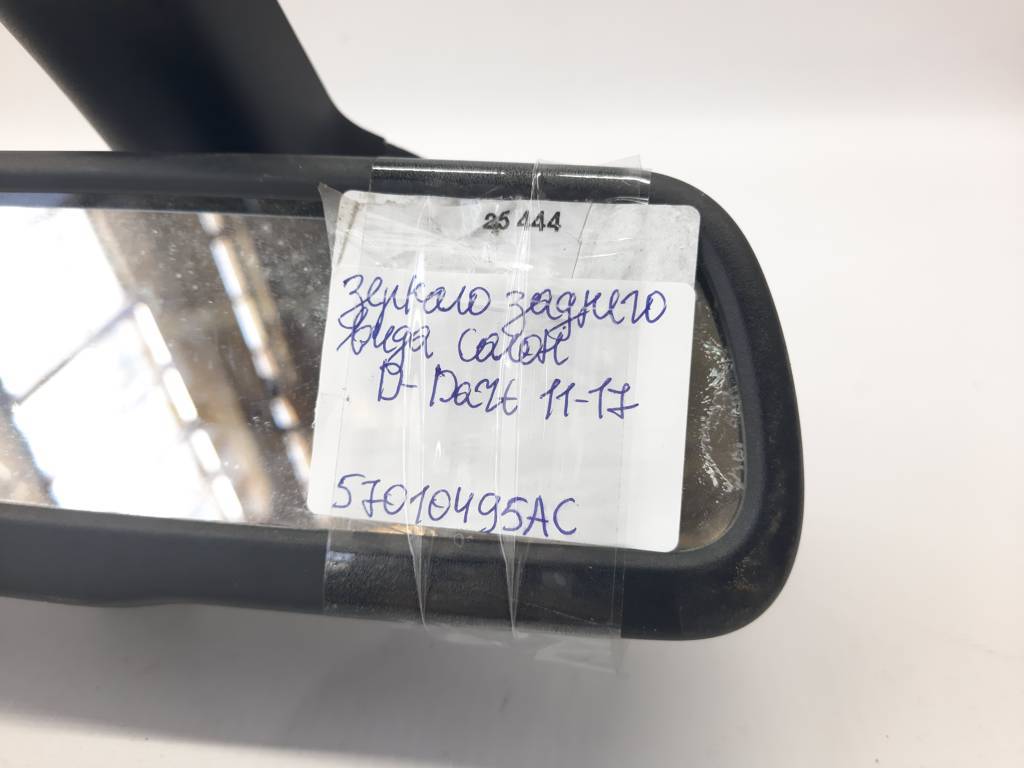 25 444
зеркало заднего
вида салон
D-Dart 11-17
57010495AC